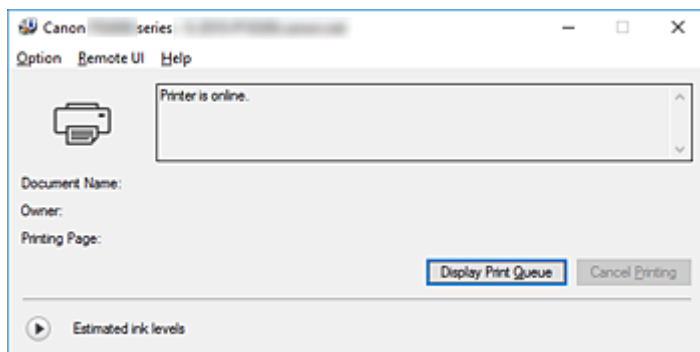 Canon series
Option Remote UI Help
Printer is online.
Document Name:
Owner:
Printing Page:
Display Print Queue Cancel Printing
Estimated ink levels